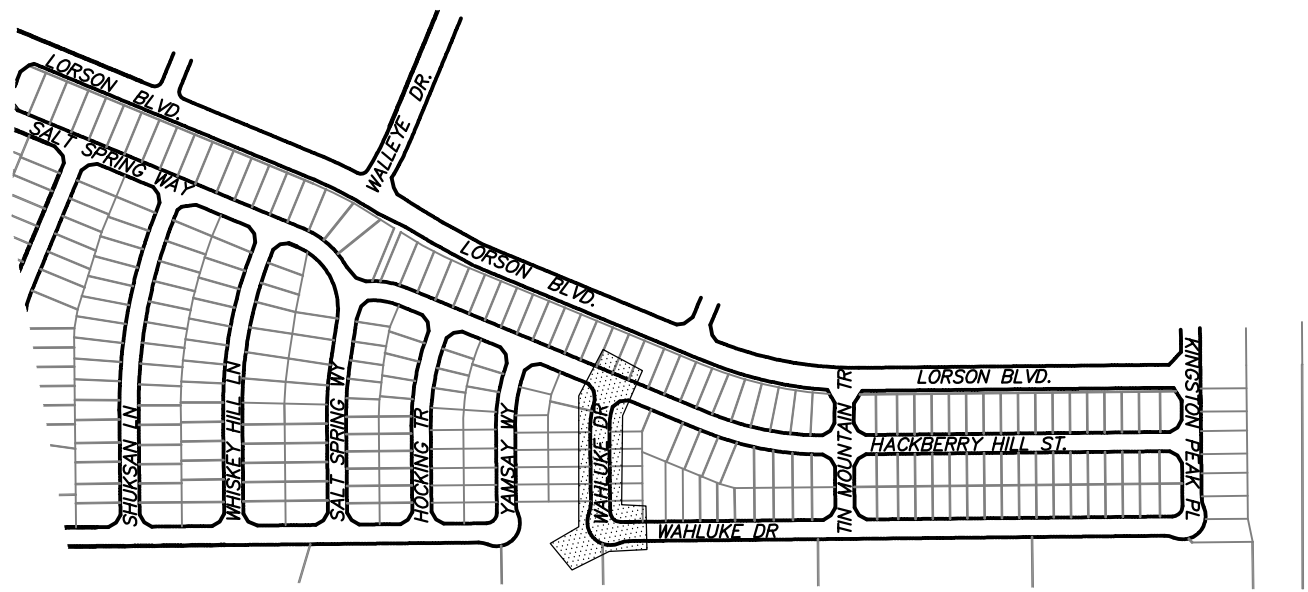 LORSON BLVD.
WALLEYE DR.
SALT SPRING WAY
LORSON BLVD.
KINGSTON PEAK PL
LORSON BLVD.
TIN MOUNTAIN TR
HACKBERRY HILL ST.
SHUKSAN LN
WHISKEY HILL LN
SALT SPRING WY
HOCKING TR
YAMSAY WY
WAHLUKE DR
WAHLUKE DR